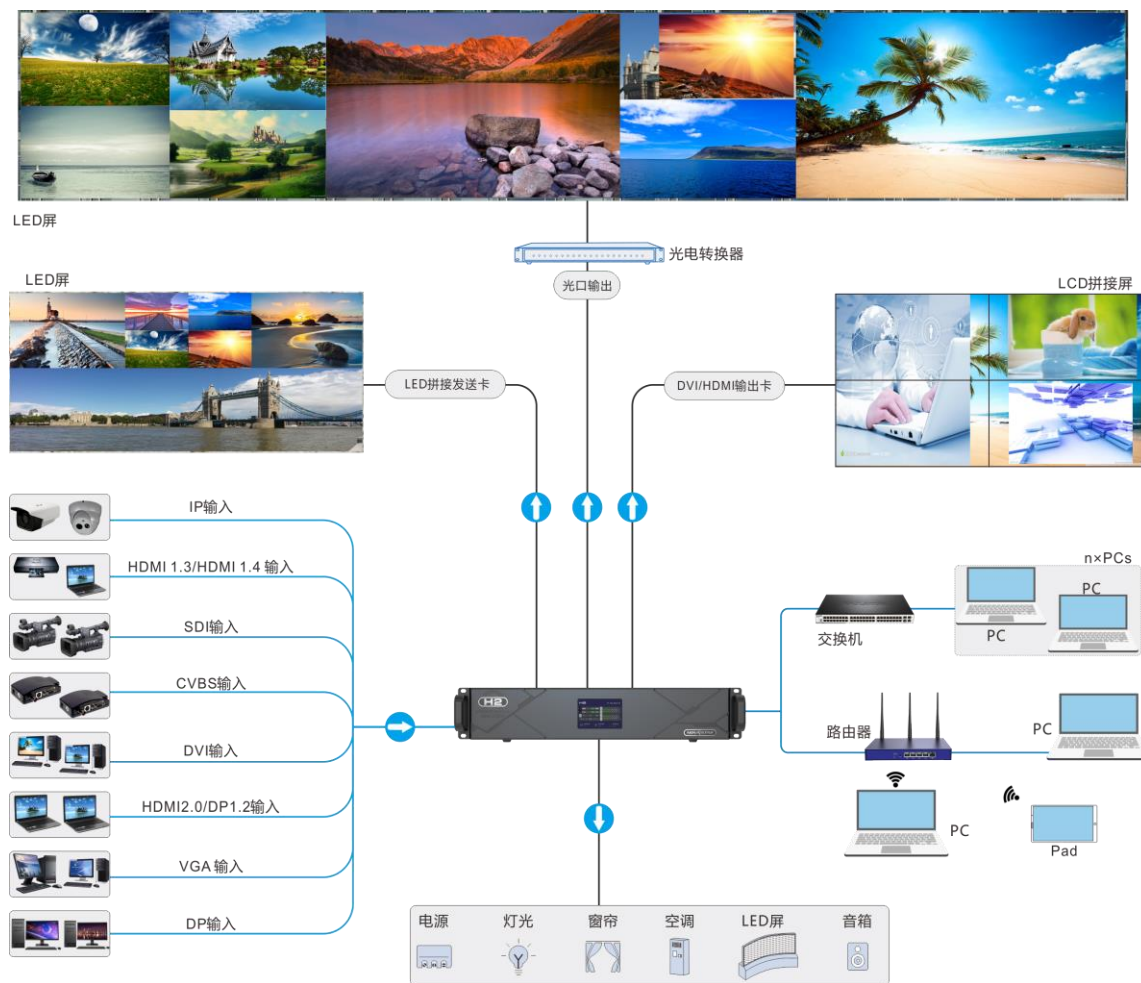 LED屏
光电转换器
光口输出
LED屏
LCD拼接屏
LED拼接发送卡
DVI/HDMI输出卡
IP输入
HDMI 1.3/HDMI 1.4 输入
SDI输入
CVBS输入
DVI输入
HDMI2.0/DP1.2输入
VGA 输入
DP输入
H2
n×PCs
PC
PC
交换机
路由器
PC
PC
Pad
电源
灯光
窗帘
空调
LED屏
音箱